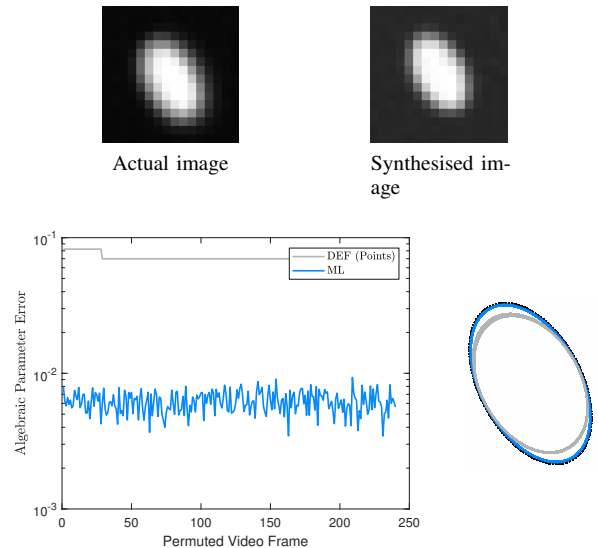 Actual image
Synthesised im-
age
10^-1
10^-2
10^-3
Algebraic Parameter Error
DEF (Points)
ML
0 50 100 150 200 250
Permuted Video Frame